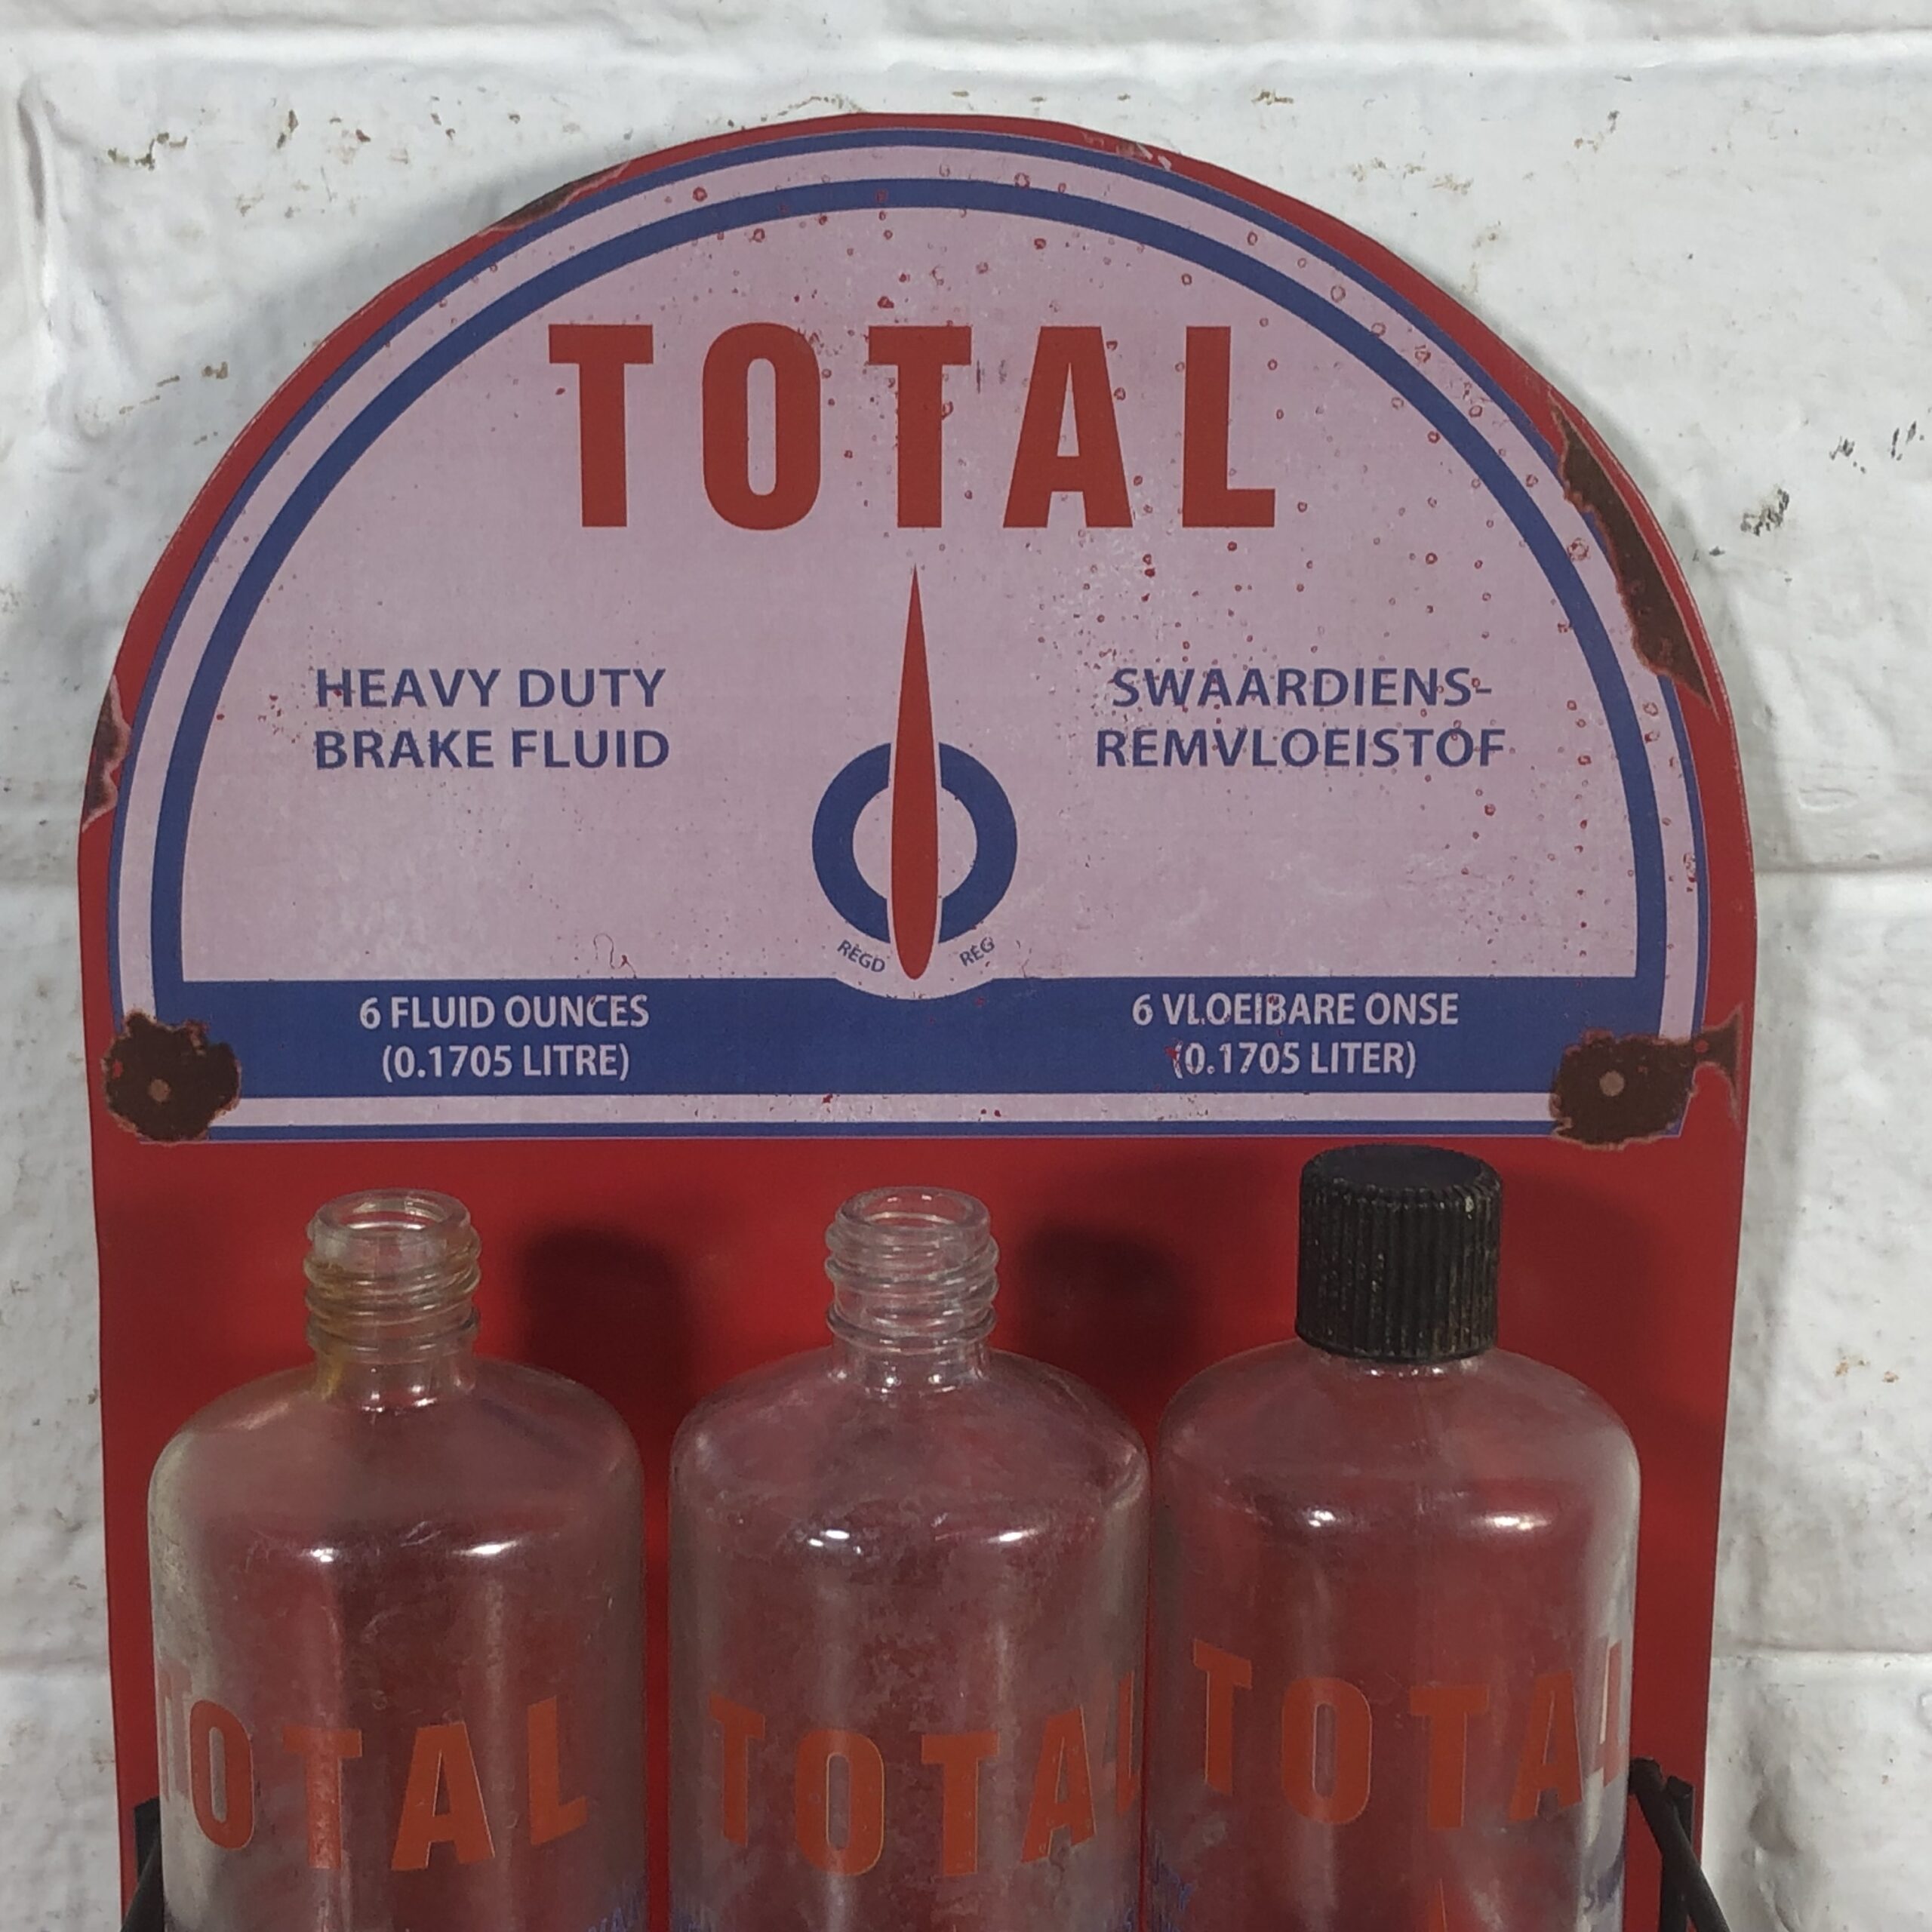 TOTAL
HEAVY DUTY
BRAKE FLUID
SWAARDIENS-
REMVLOEISTOF
REGD
REG
6 FLUID OUNCES
(0.1705 LITRE)
6 VLOEIBARE ONSE
(0.1705 LITER)
TOTAL
TOTAL
TOTAL